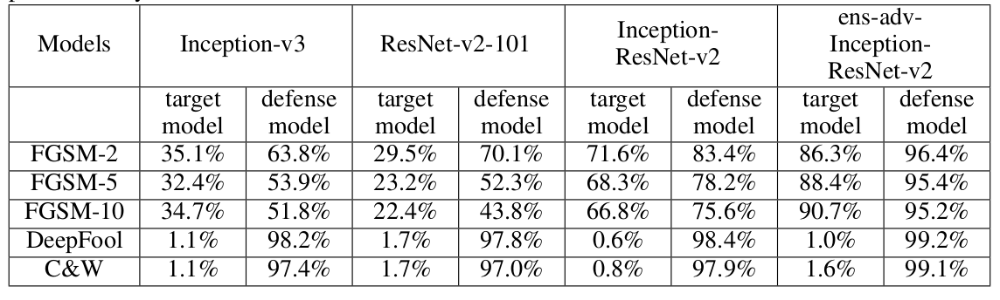 Models Inception-v3 ResNet-v2-101 Inception-ResNet-v2 ens-adv-Inception-ResNet-v2
target model defense model target model defense model target model defense model target model defense model
FGSM-2 35.1% 63.8% 29.5% 70.1% 71.6% 83.4% 86.3% 96.4%
FGSM-5 32.4% 53.9% 23.2% 52.3% 68.3% 78.2% 88.4% 95.4%
FGSM-10 34.7% 51.8% 22.4% 43.8% 66.8% 75.6% 90.7% 95.2%
DeepFool 1.1% 98.2% 1.7% 97.8% 0.6% 98.4% 1.0% 99.2%
C&W 1.1% 97.4% 1.7% 97.0% 0.8% 97.9% 1.6% 99.1%